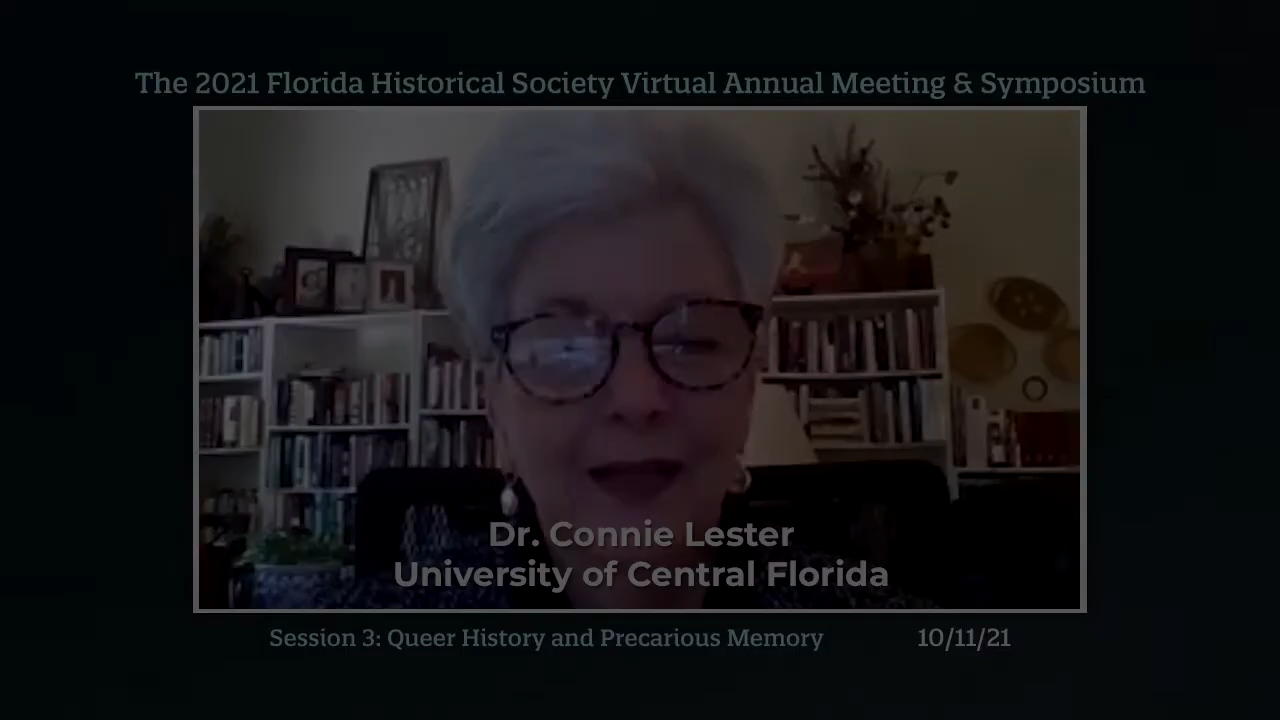 The 2021 Florida Historical Society Virtual Annual Meeting & Symposium
Dr. Connie Lester
University of Central Florida
Session 3: Queer History and Precarious Memory 10/11/21